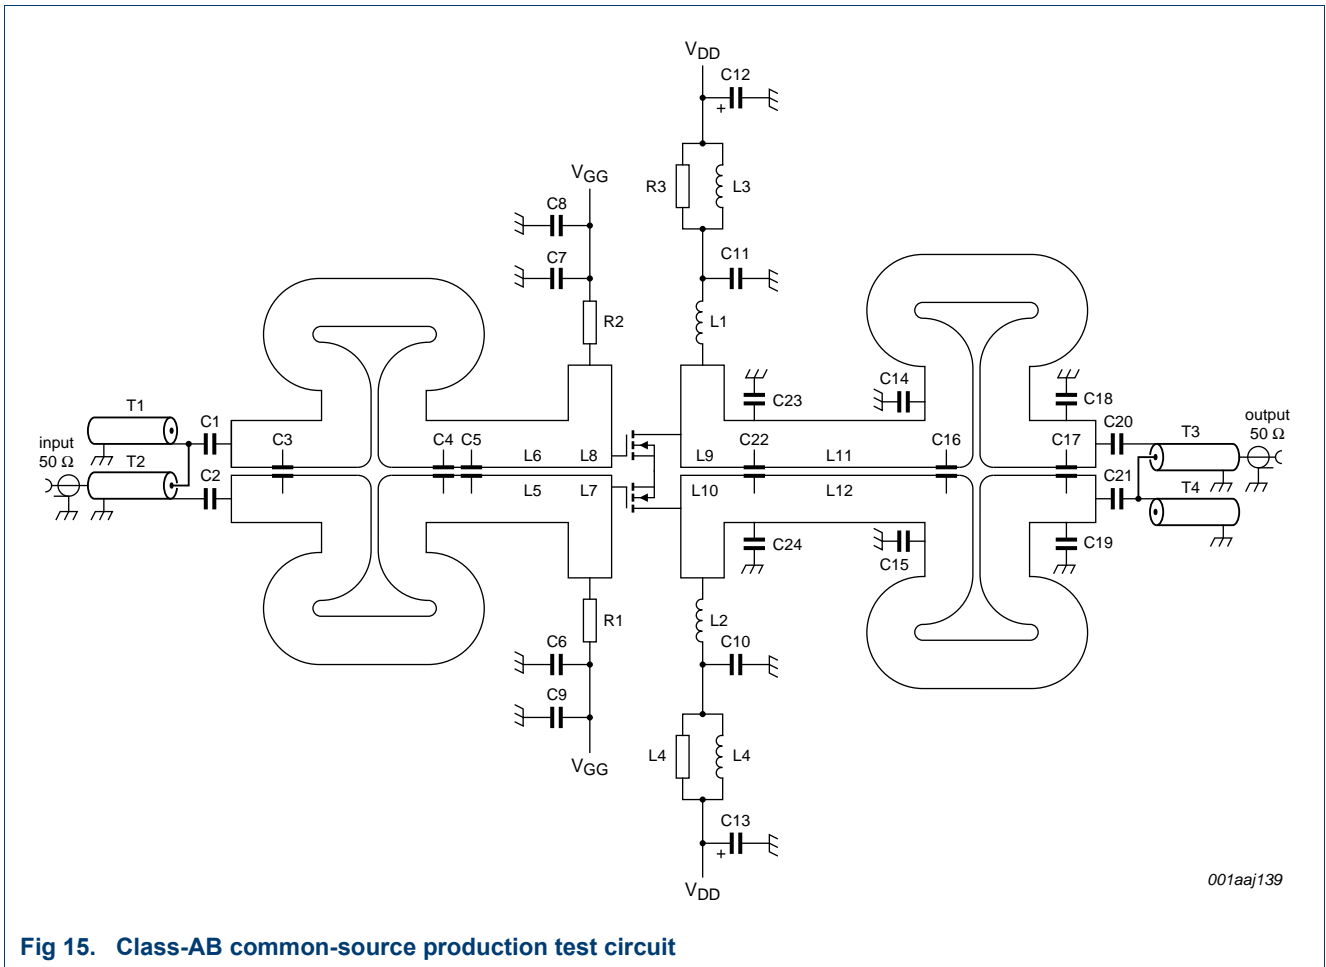 VDD
C12
+
R3
L3
VGG
C8
C7
C11
R2
L1
C14
C23
C18
T1
C1
C20
T3
output
50 Ω
input
50 Ω
C3
C4
C5
L6
L8
L9
C22
L11
C16
C17
T2
C2
L5
L7
L10
L12
C21
T4
C24
C15
C19
R1
L2
C6
C10
C9
VGG
L4
L4
C13
+
VDD
001aaj139
Fig 15. Class-AB common-source production test circuit